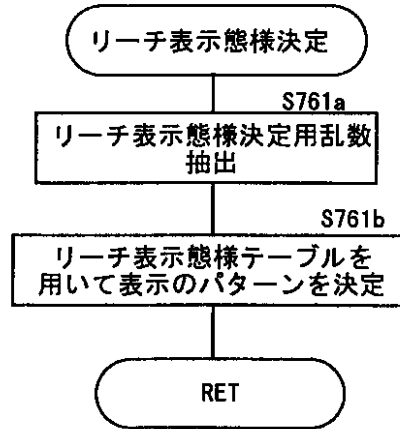 リーチ表示態様決定
S761a
リーチ表示態様決定用乱数
抽出
S761b
リーチ表示態様テーブルを
用いて表示のパターンを決定
RET